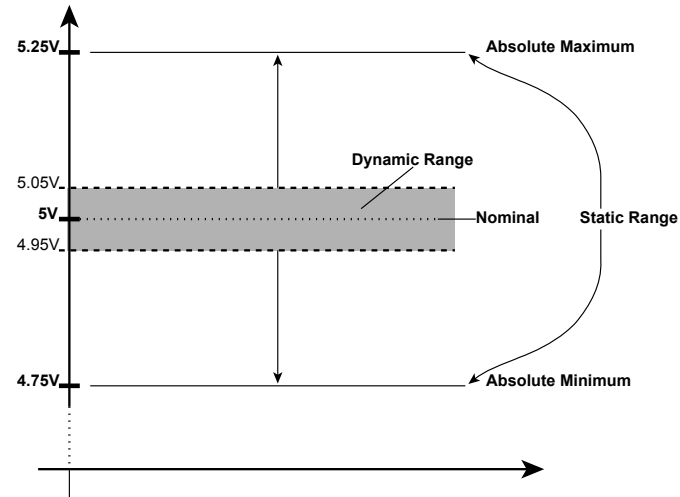 5.25V
Absolute Maximum
Dynamic Range
5.05V
5V
Nominal
Static Range
4.95V
4.75V
Absolute Minimum